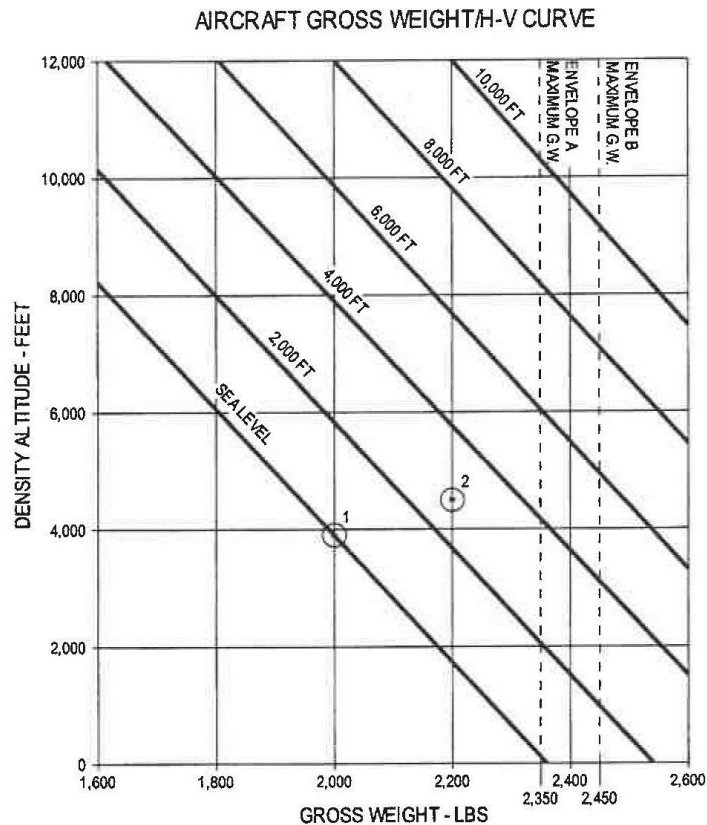 AIRCRAFT GROSS WEIGHT/H-V CURVE
12,000
10,000
8,000
6,000
4,000
2,000
0
DENSITY ALTITUDE - FEET
10,000 FT
8,000 FT
6,000 FT
4,000 FT
2,000 FT
SEA LEVEL
ENVELOPE A
MAXIMUM G.W.
ENVELOPE B
MAXIMUM G.W.
1
2
1,600
1,800
2,000
2,200
2,400
2,600
2,350
2,450
GROSS WEIGHT - LBS